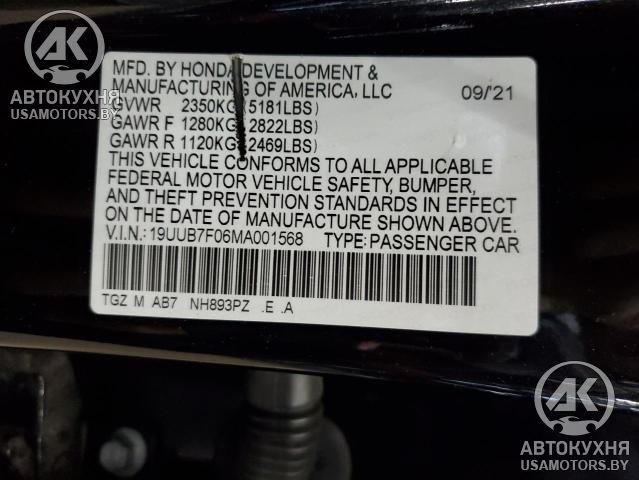 AK
АВТОКУХНЯ
USAMOTORS.BY
MFD. BY HONDA DEVELOPMENT &
MANUFACTURING OF AMERICA, LLC 09/21
GVWR 2350KG(5181LBS)
GAWR F 1280KG(2822LBS)
GAWR R 1120KG(2469LBS)
THIS VEHICLE CONFORMS TO ALL APPLICABLE
FEDERAL MOTOR VEHICLE SAFETY, BUMPER,
AND THEFT PREVENTION STANDARDS IN EFFECT
ON THE DATE OF MANUFACTURE SHOWN ABOVE.
V.I.N.: 19UUB7F06MA001568 TYPE: PASSENGER CAR
TGZ M AB7 NH893PZ .E .A
AK
АВТОКУХНЯ
USAMOTORS.BY